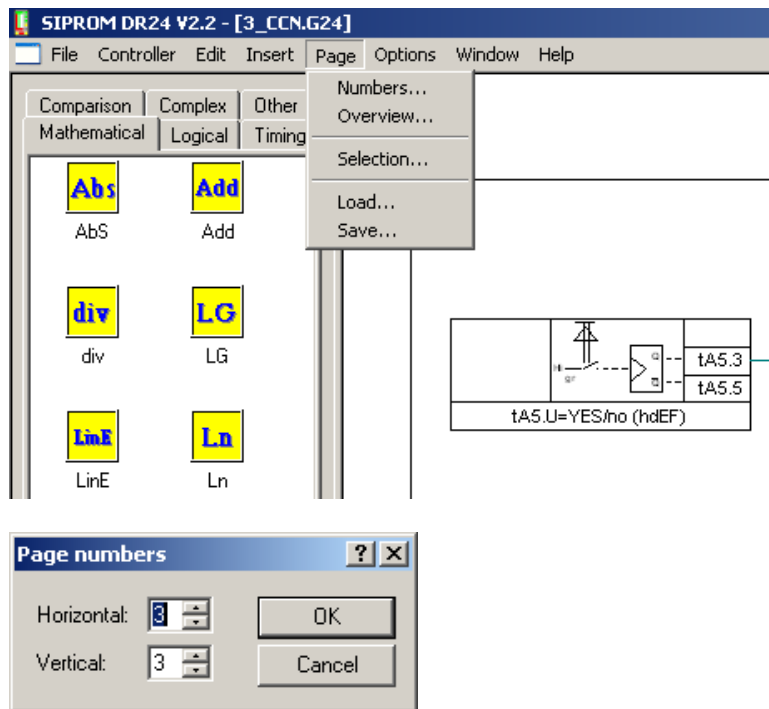 SIPROM DR24 V2.2 - [3_CCN.G24]
File Controller Edit Insert Page Options Window Help
Numbers...
Overview...
Selection...
Load...
Save...
Comparison Complex Other
Mathematical Logical Timing
Abs Add
AbS Add
div LG
div LG
LinE Ln
LinE Ln
tA5.3
tA5.5
tA5.U=YES/no (hdEF)
Page numbers
Horizontal: 3 OK
Vertical: 3 Cancel